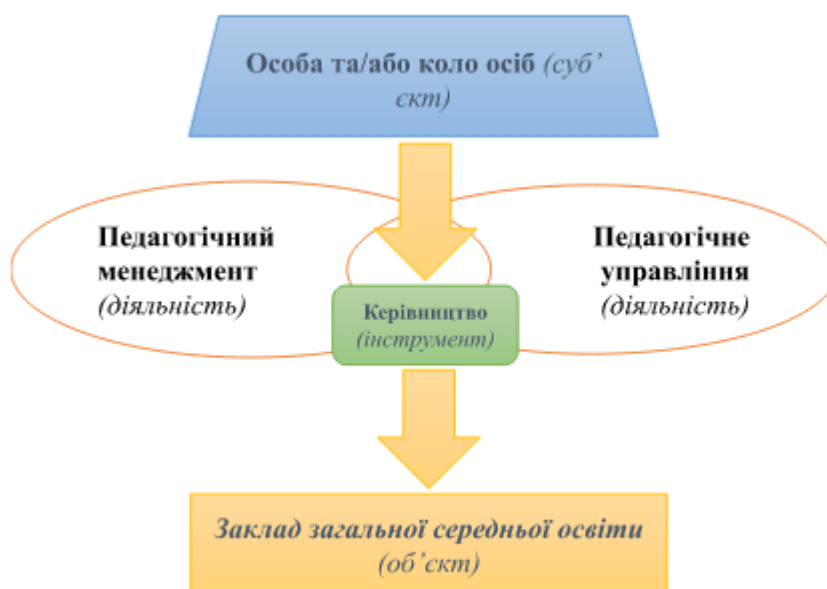 Особа та/або коло осіб (суб’
єкт)
Педагогічний
менеджмент
(діяльність)
Педагогічне
управління
(діяльність)
Керівництво
(інструмент)
Заклад загальної середньої освіти
(об’єкт)